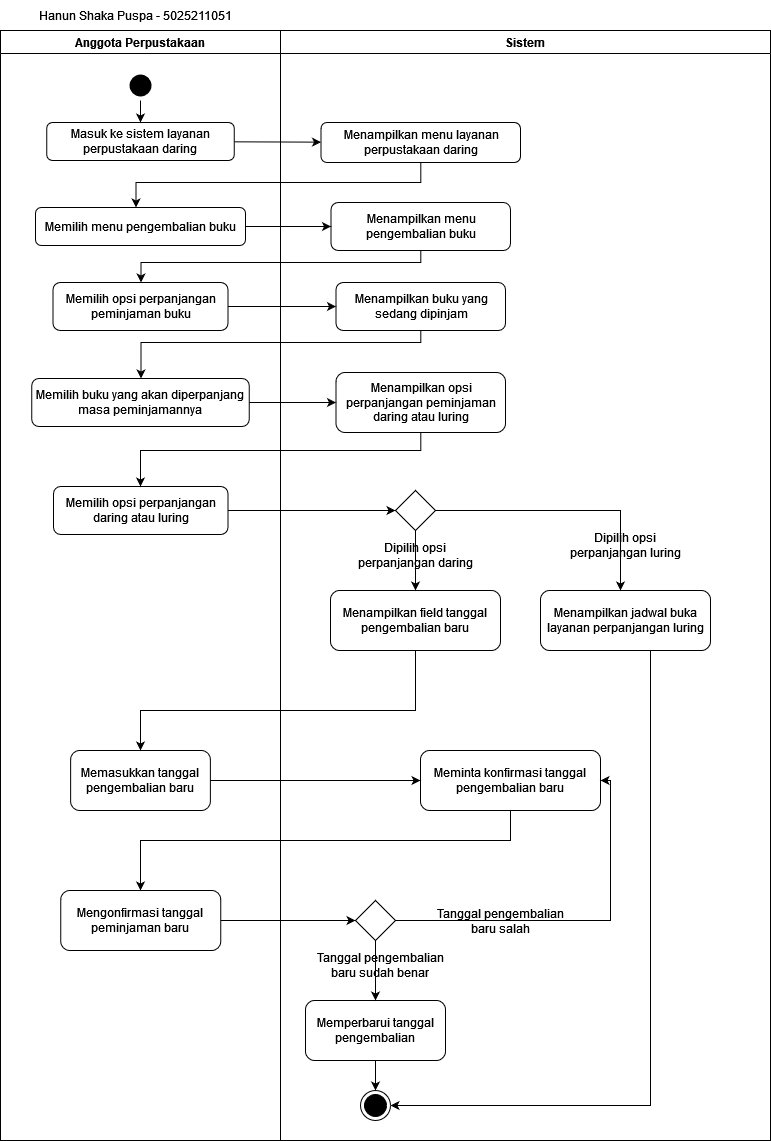 Hanun Shaka Puspa - 5025211051
Anggota Perpustakaan
Sistem
Masuk ke sistem layanan
perpustakaan daring
Menampilkan menu layanan
perpustakaan daring
Memilih menu pengembalian buku
Menampilkan menu
pengembalian buku
Memilih opsi perpanjangan
peminjaman buku
Menampilkan buku yang
sedang dipinjam
Memilih buku yang akan diperpanjang
masa peminjamannya
Menampilkan opsi
perpanjangan peminjaman
daring atau luring
Memilih opsi perpanjangan
daring atau luring
Dipilih opsi
perpanjangan daring
Dipilih opsi
perpanjangan luring
Menampilkan field tanggal
pengembalian baru
Menampilkan jadwal buka
layanan perpanjangan luring
Memasukkan tanggal
pengembalian baru
Meminta konfirmasi tanggal
pengembalian baru
Mengonfirmasi tanggal
peminjaman baru
Tanggal pengembalian
baru salah
Tanggal pengembalian
baru sudah benar
Memperbarui tanggal
pengembalian